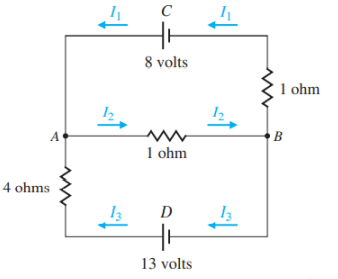 I₁ C I₁
8 volts
1 ohm
I₂ I₂
A B
1 ohm
4 ohms
I₃ D I₃
13 volts